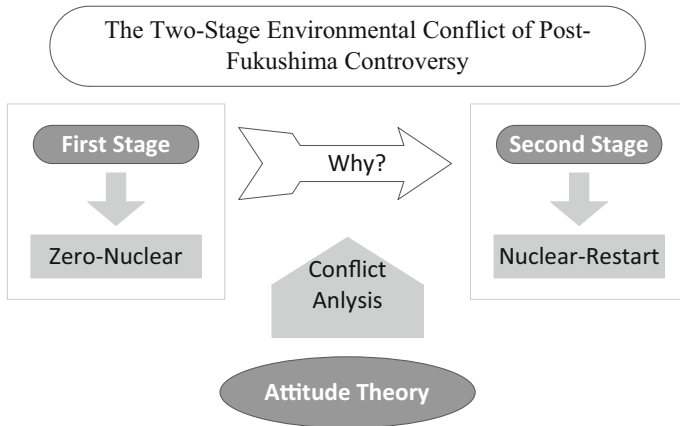 The Two-Stage Environmental Conflict of Post-
Fukushima Controversy
First Stage
Why?
Second Stage
Zero-Nuclear
Nuclear-Restart
Conflict
Anlysis
Attitude Theory